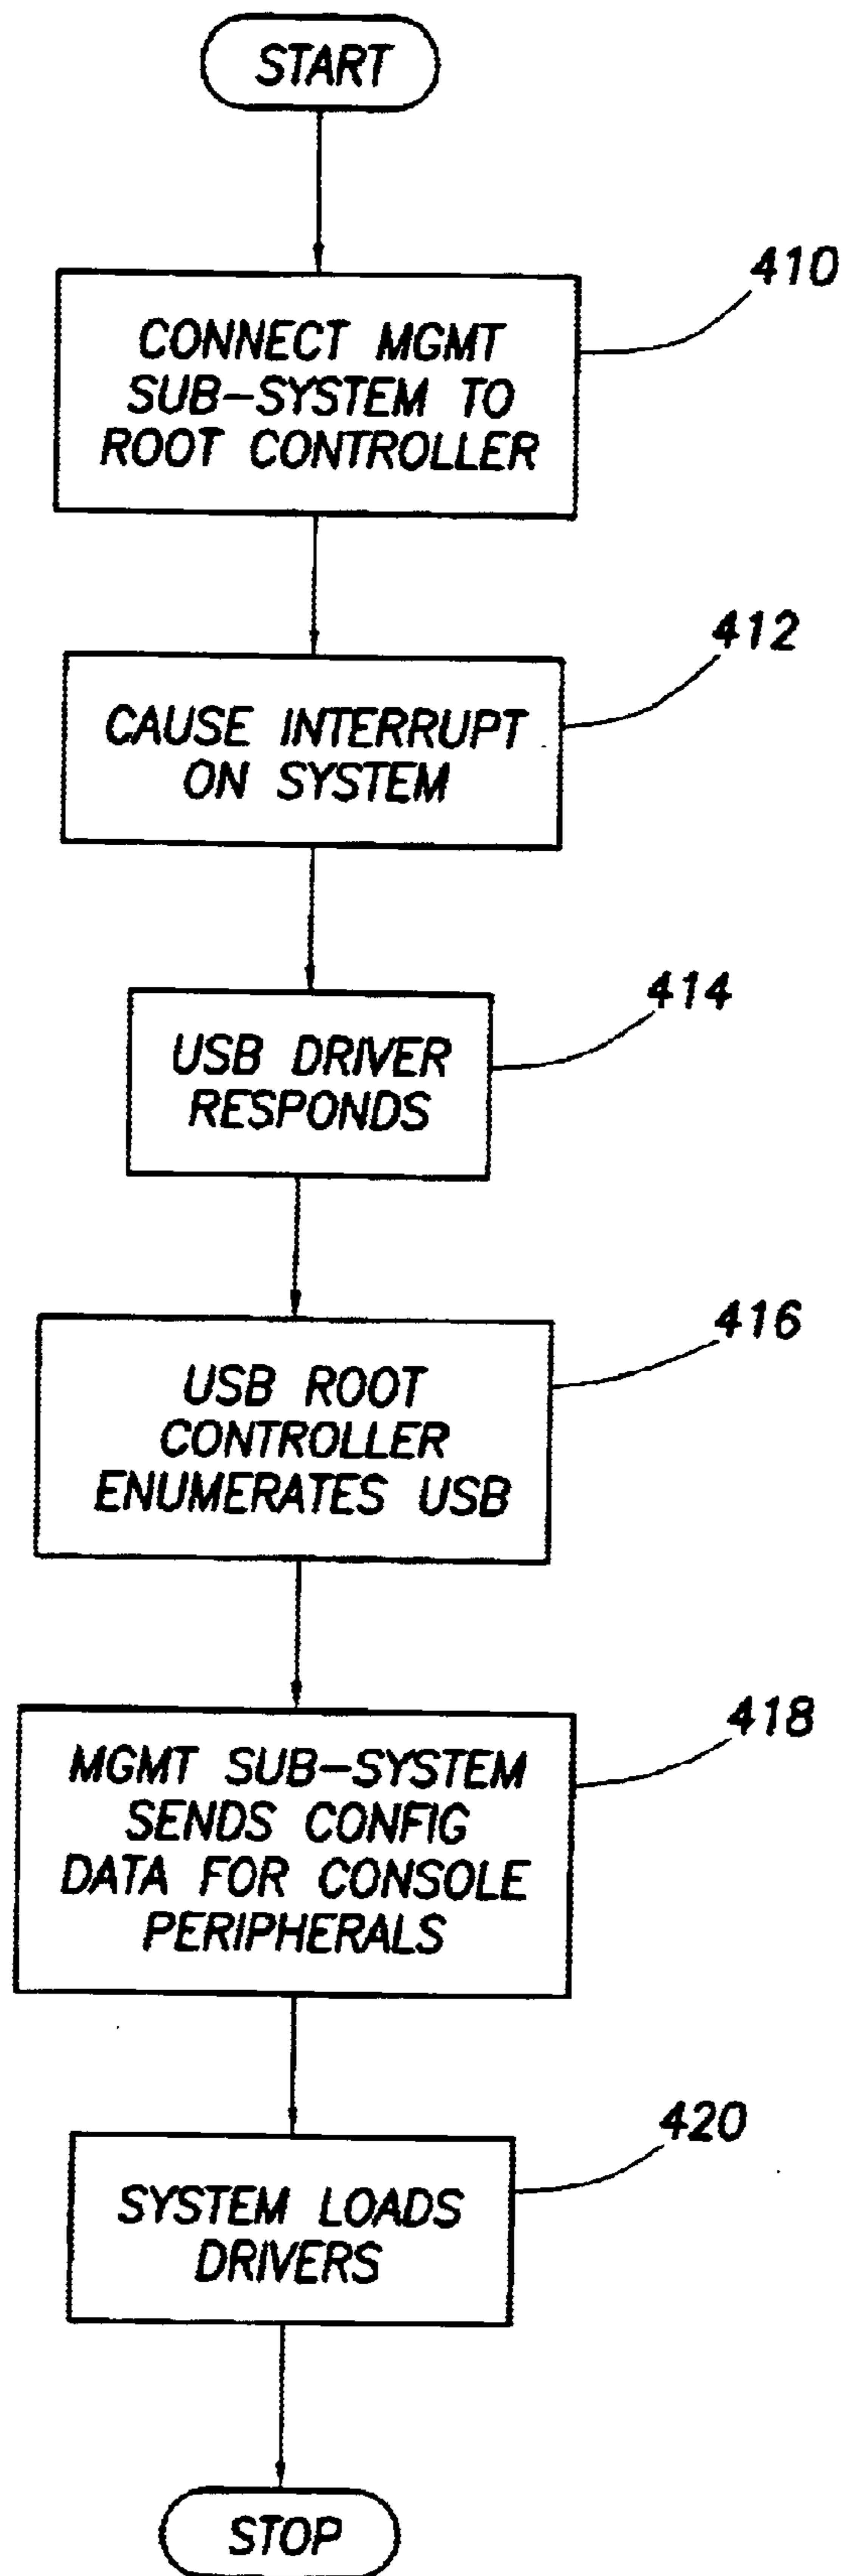 START
410
CONNECT MGMT
SUB-SYSTEM TO
ROOT CONTROLLER
412
CAUSE INTERRUPT
ON SYSTEM
414
USB DRIVER
RESPONDS
416
USB ROOT
CONTROLLER
ENUMERATES USB
418
MGMT SUB-SYSTEM
SENDS CONFIG
DATA FOR CONSOLE
PERIPHERALS
420
SYSTEM LOADS
DRIVERS
STOP